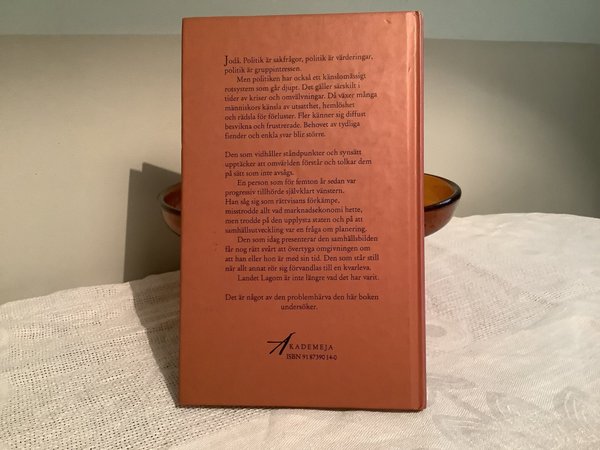 Jodå. Politik är sakfrågor, politik är värderingar,
politik är gruppintressen.
Men politiken har också ett känslomässigt
rotsystem som går djupt. Det gäller särskilt i
tider av kriser och omvälvningar. Då växer många
människors känsla av utsatthet, hemlöshet
och rädsla för förluster. Fler känner sig diffust
besvikna och frustrerade. Behovet av tydliga
fiender och enkla svar blir större.
Den som vidhåller ståndpunkter och synsätt
upptäcker att omvärlden förstår och tolkar dem
på sätt som inte avsågs.
En person som för femton år sedan var
progressiv tillhörde självklart vänstern.
Han såg sig som rättvisans förkämpe,
misstrodde allt vad marknadsekonomi hette,
men trodde på den upplysta staten och på att
samhällsutveckling var en fråga om planering.
Den som idag presenterar den samhällsbilden
får nog rätt svårt att övertyga omgivningen om
att han eller hon är med sin tid. Den som står still
när allt annat rör sig förvandlas till en kvarleva.
Landet Lagom är inte längre vad det har varit.
Det är något av den problemhärva den här boken
undersöker.
AKADEMEJA
ISBN 91 87390 14-0